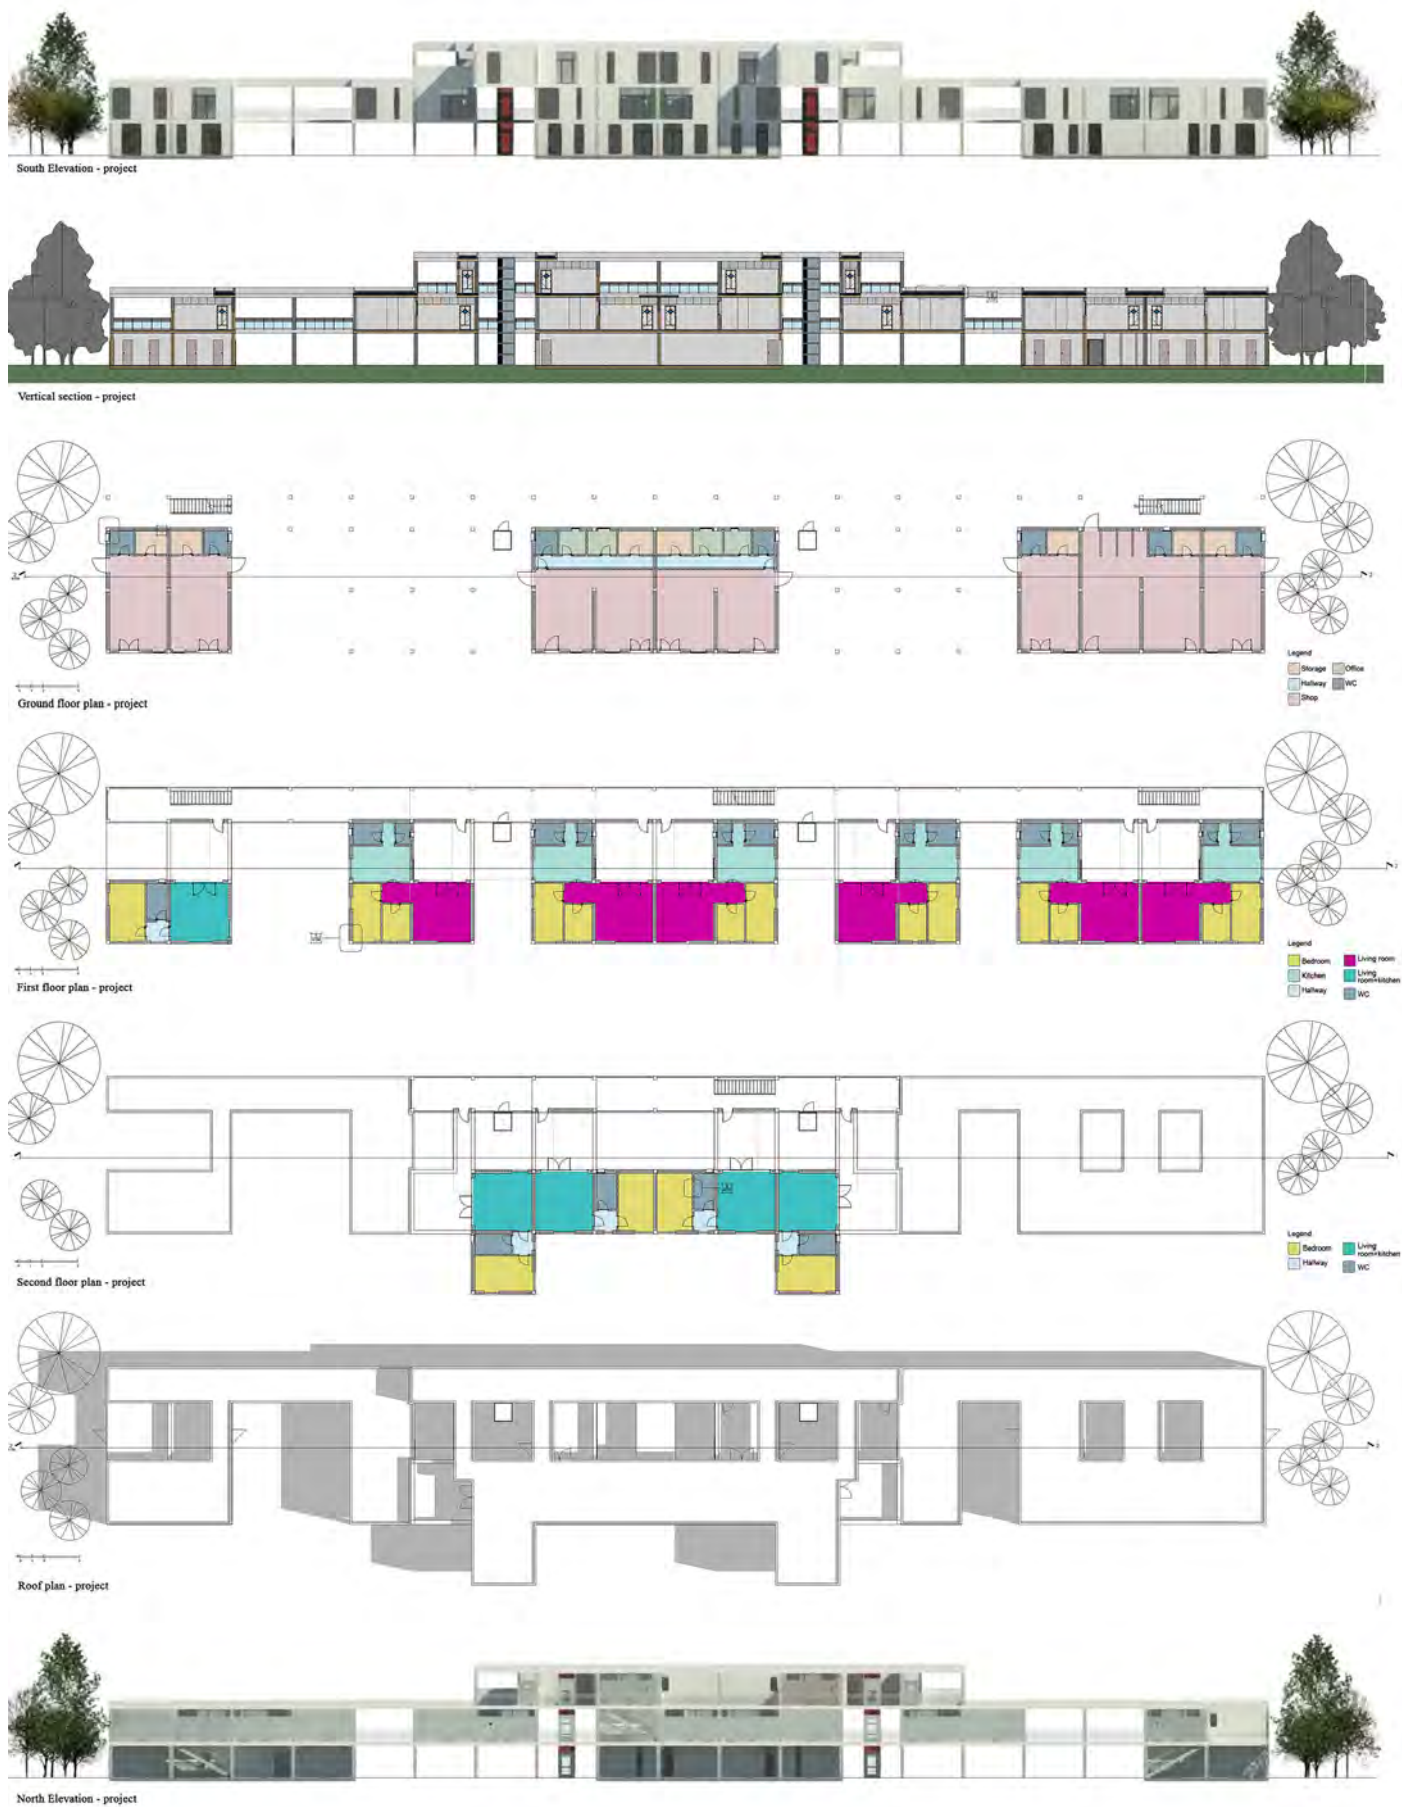 South Elevation - project
Vertical section - project
Legend
Storage
Office
Hallway
WC
Shop
Ground floor plan - project
Legend
Bedroom
Living room
Kitchen
Living
room+kitchen
Hallway
WC
First floor plan - project
Legend
Bedroom
Living
room+kitchen
Hallway
WC
Second floor plan - project
Roof plan - project
North Elevation - project